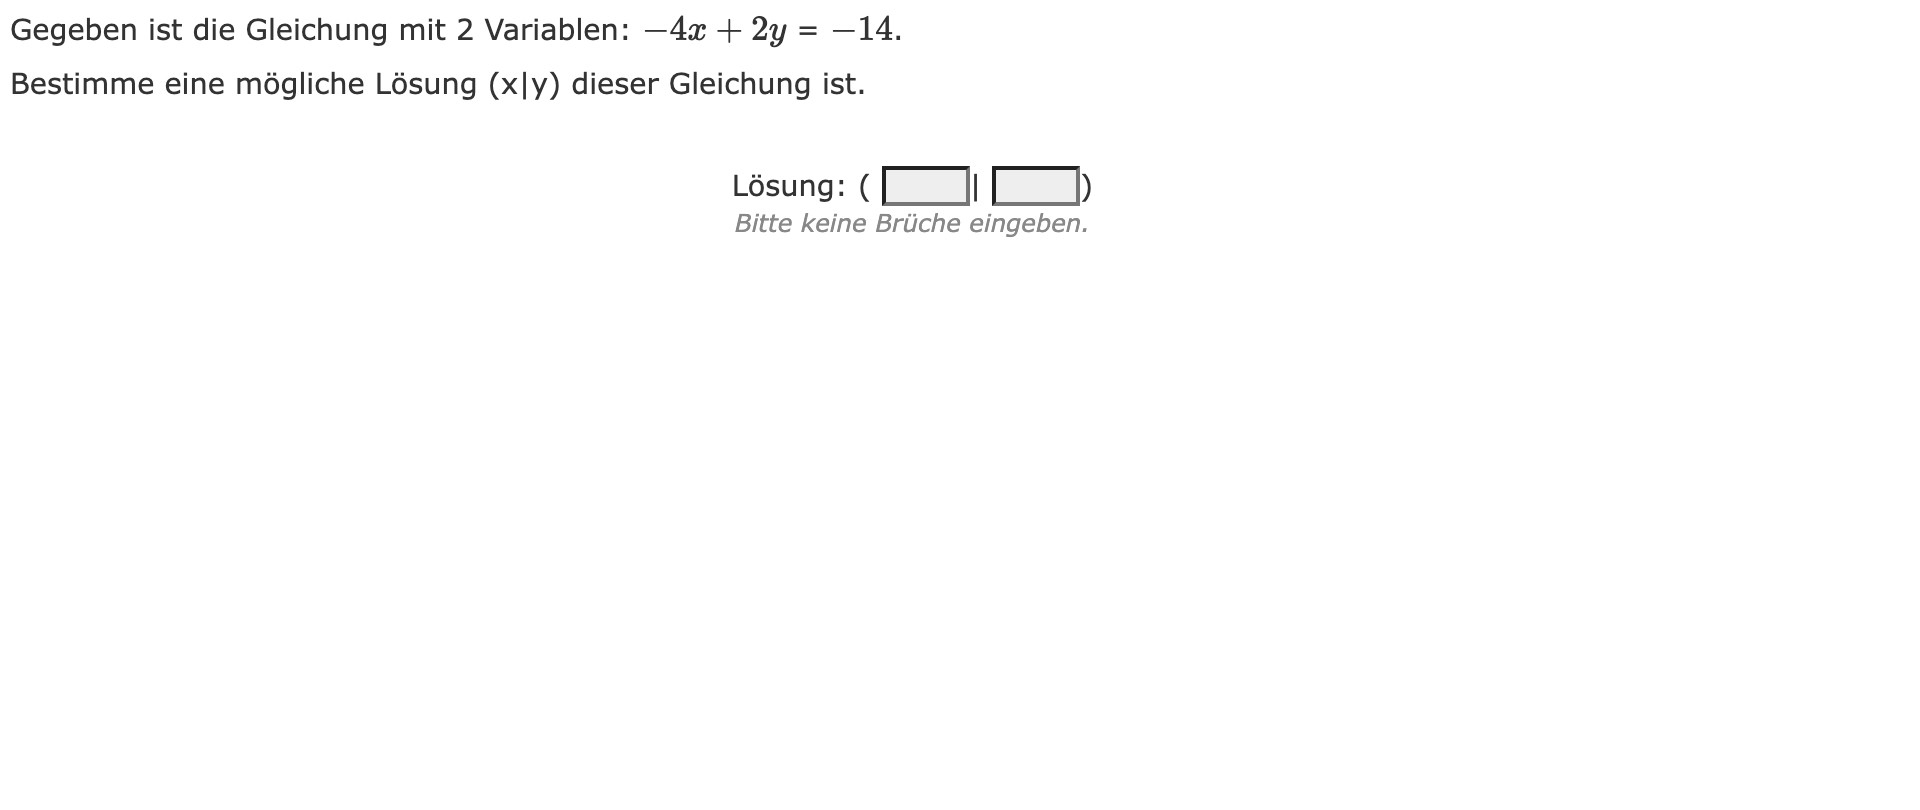 Gegeben ist die Gleichung mit 2 Variablen: −4x + 2y = −14.
Bestimme eine mögliche Lösung (x|y) dieser Gleichung ist.
Lösung: ( | )
Bitte keine Brüche eingeben.